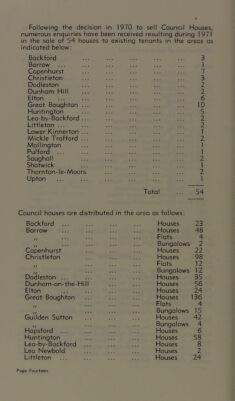 Following the decision in 1970 to sell Council Houses,
numerous enquiries have been received resulting during 1971
in the sale of 54 houses to existing tenants in the areas as
indicated below:
Backford ... ... ... ... 3
Barrow ... ... ... ... 1
Capenhurst ... ... ... ... 7
Christleton ... ... ... ... 3
Dodleston ... ... ... ... 2
Dunham Hill ... ... ... ... 2
Elton ... ... ... ... 6
Great Boughton ... ... ... ... 10
Huntington ... ... ... ... 5
Lea-by-Backford ... ... ... ... 2
Littleton ... ... ... ... 2
Lower Kinnerton ... ... ... ... 1
Mickle Trafford ... ... ... ... 2
Mollington ... ... ... ... 1
Pulford ... ... ... ... 1
Saughall ... ... ... ... 2
Shotwick ... ... ... ... 1
Thornton-le-Moors ... ... ... 2
Upton ... ... ... ... 1
Total ... 54
Council houses are distributed in the area as follows:
Backford ... ... ... Houses 23
Barrow ... ... ... Houses 48
,, ... ... ... Flats 4
,, ... ... ... Bungalows 2
Capenhurst ... ... ... Houses 22
Christleton ... ... ... Houses 98
,, ... ... ... Flats 12
,, ... ... ... Bungalows 12
Dodleston ... ... ... Houses 35
Dunham-on-the-Hill ... ... Houses 56
Elton ... ... ... Houses 24
Great Boughton ... ... ... Houses 136
,, ... ... ... Flats 4
,, ... ... ... Bungalows 15
Guilden Sutton ... ... ... Houses 42
,, ... ... ... Bungalows 4
Hapsford ... ... ... Houses 6
Huntington ... ... ... Houses 58
Lea-by-Backford ... ... ... Houses 8
Lea Newbold ... ... ... Houses 2
Littleton ... ... ... Houses 24
Page Fourteen